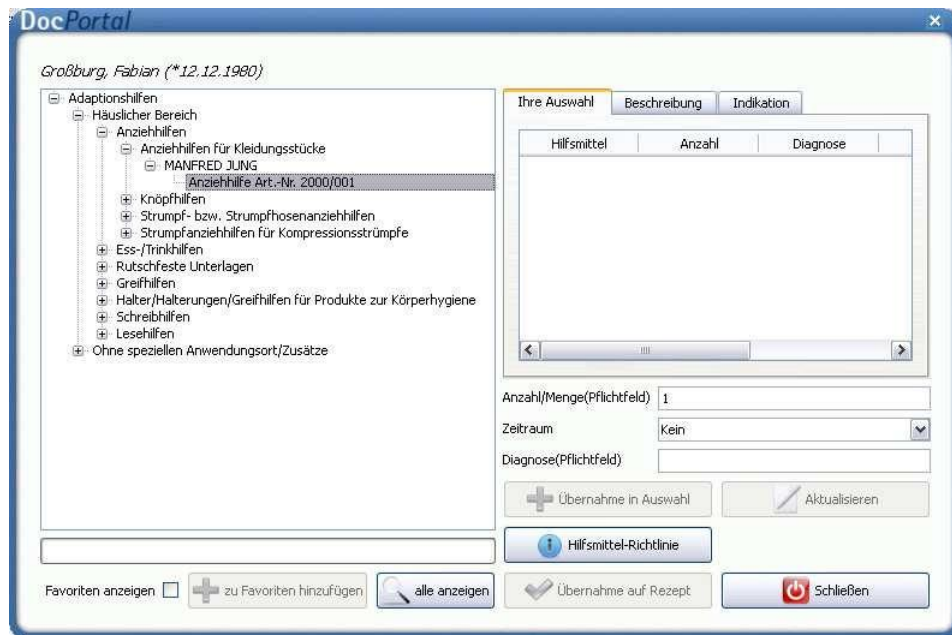 DocPortal
Großburg, Fabian (*12.12.1980)
Adaptionshilfen
Häuslicher Bereich
Anziehhilfen
Anziehhilfen für Kleidungsstücke
MANFRED JUNG
Anziehhilfe Art.-Nr. 2000/001
Knöpfhilfen
Strumpf- bzw. Strumpfhosenanziehhilfen
Strumpfanziehhilfen für Kompressionsstrümpfe
Ess-/Trinkhilfen
Rutschfeste Unterlagen
Greifhilfen
Halter/Halterungen/Greifhilfen für Produkte zur Körperhygiene
Schreibhilfen
Lesehilfen
Ohne speziellen Anwendungsort/Zusätze
Ihre Auswahl Beschreibung Indikation
Hilfsmittel Anzahl Diagnose
Anzahl/Menge(Pflichtfeld) 1
Zeitraum Kein
Diagnose(Pflichtfeld)
Übernahme in Auswahl Aktualisieren
Hilfsmittel-Richtlinie
Favoriten anzeigen zu Favoriten hinzufügen alle anzeigen Übernahme auf Rezept Schließen